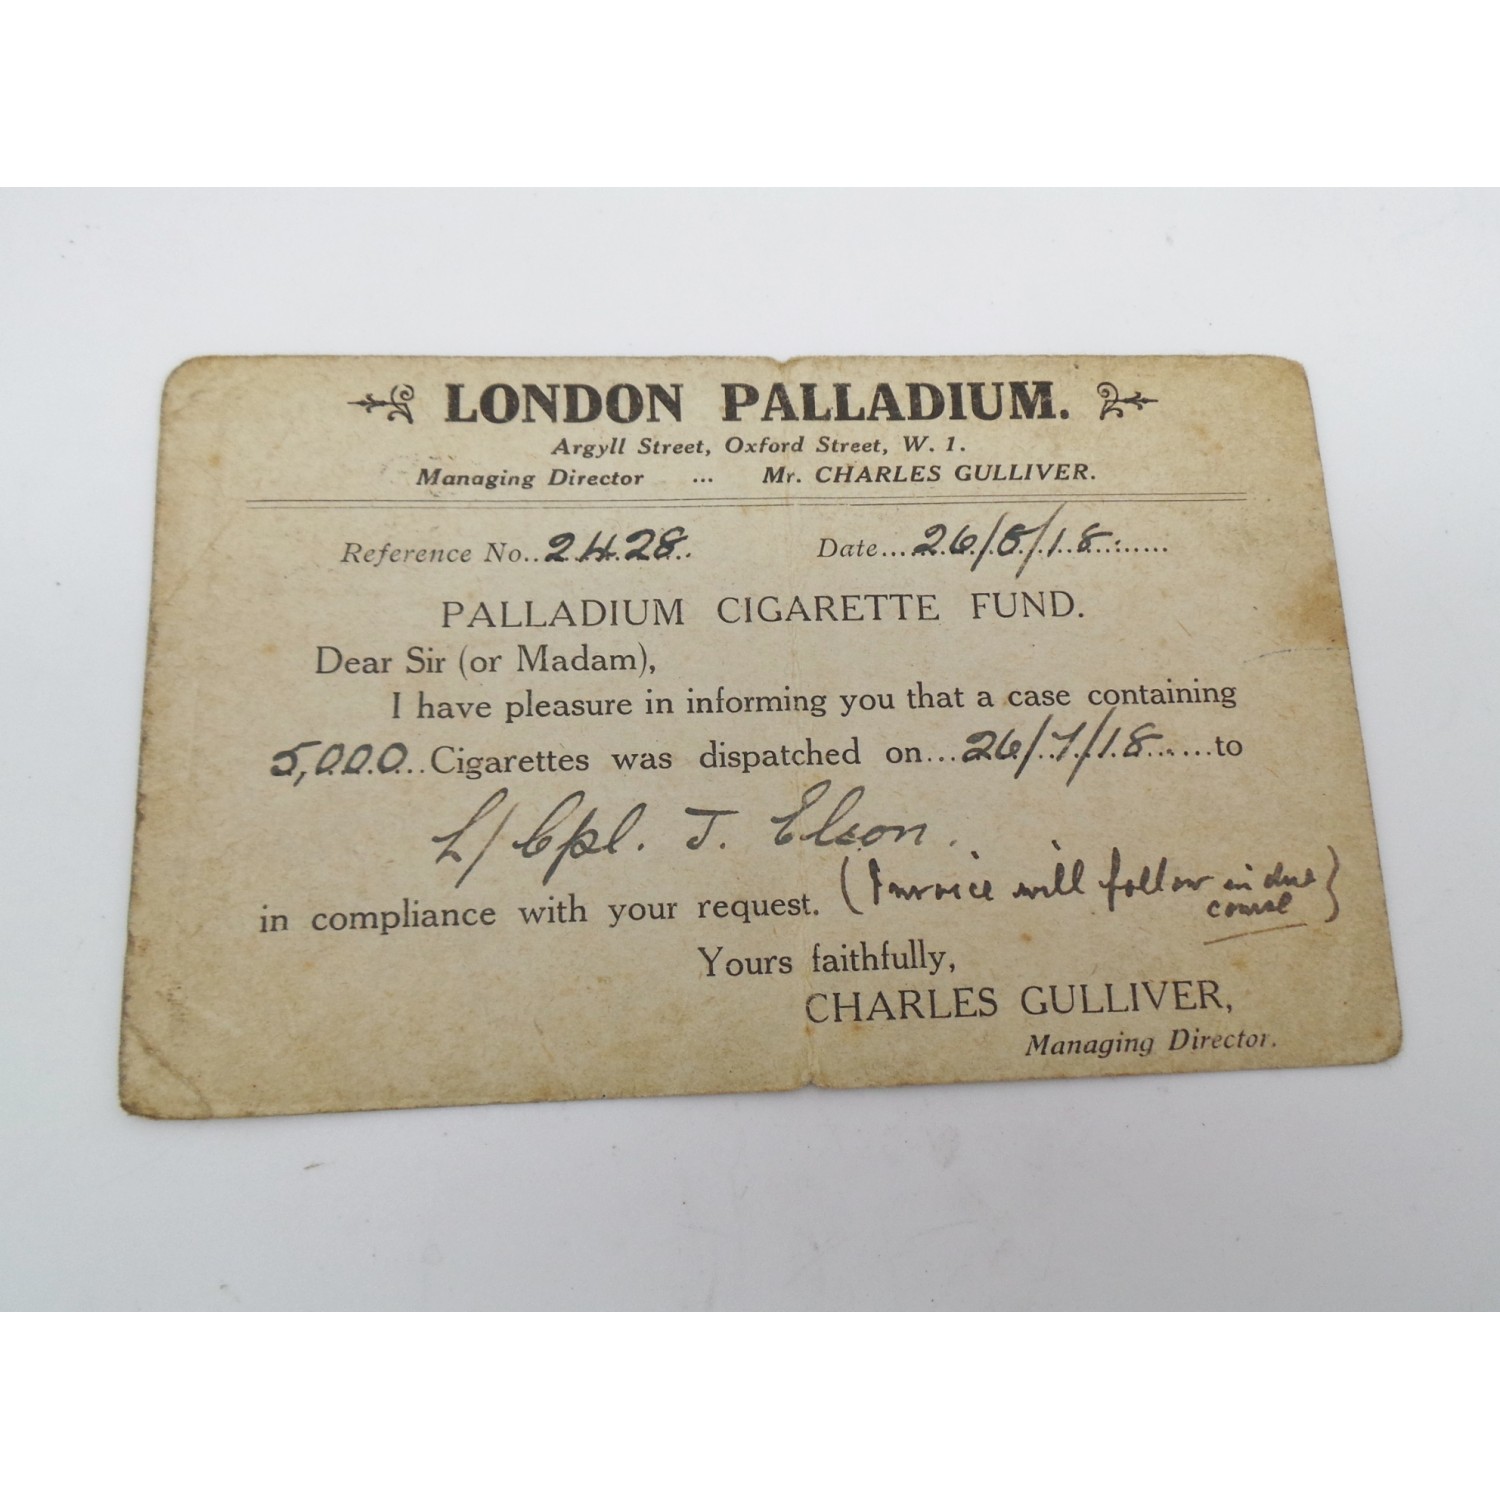 LONDON PALLADIUM.
Argyll Street, Oxford Street, W. 1.
Managing Director ... Mr. CHARLES GULLIVER.
Reference No.. 2428. Date... 26/8/18.......
PALLADIUM CIGARETTE FUND.
Dear Sir (or Madam),
I have pleasure in informing you that a case containing
5,000..Cigarettes was dispatched on...26/7/18......to
L/Cpl. J. Elson.
in compliance with your request. (Invoice will follow in due
course)
Yours faithfully,
CHARLES GULLIVER,
Managing Director.